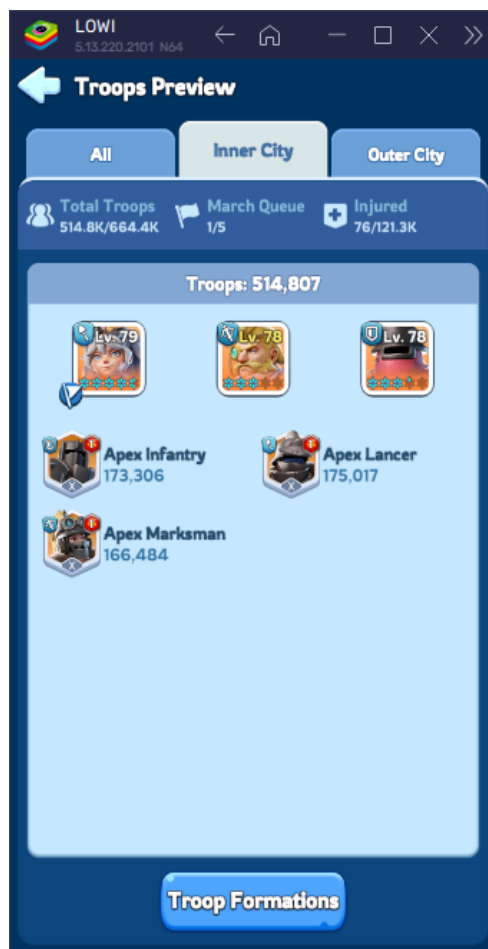 LOWI
5.13.220.2101 N64
Troops Preview
All
Inner City
Outer City
Total Troops
514.8K/664.4K
March Queue
1/5
Injured
76/121.3K
Troops: 514,807
Lv. 79
Lv. 78
Lv. 78
Apex Infantry
173,306
Apex Lancer
175,017
X
X
Apex Marksman
166,484
X
Troop Formations